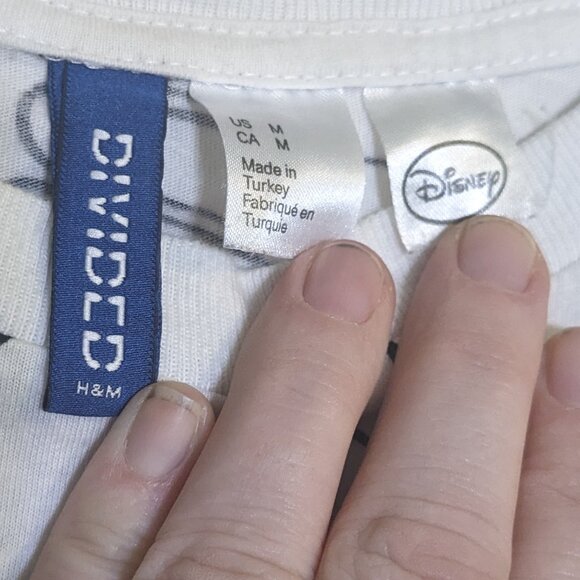 DIVIDED
H&M
US M
CA M
Made in
Turkey
Fabriqué en
Turquie
Disney